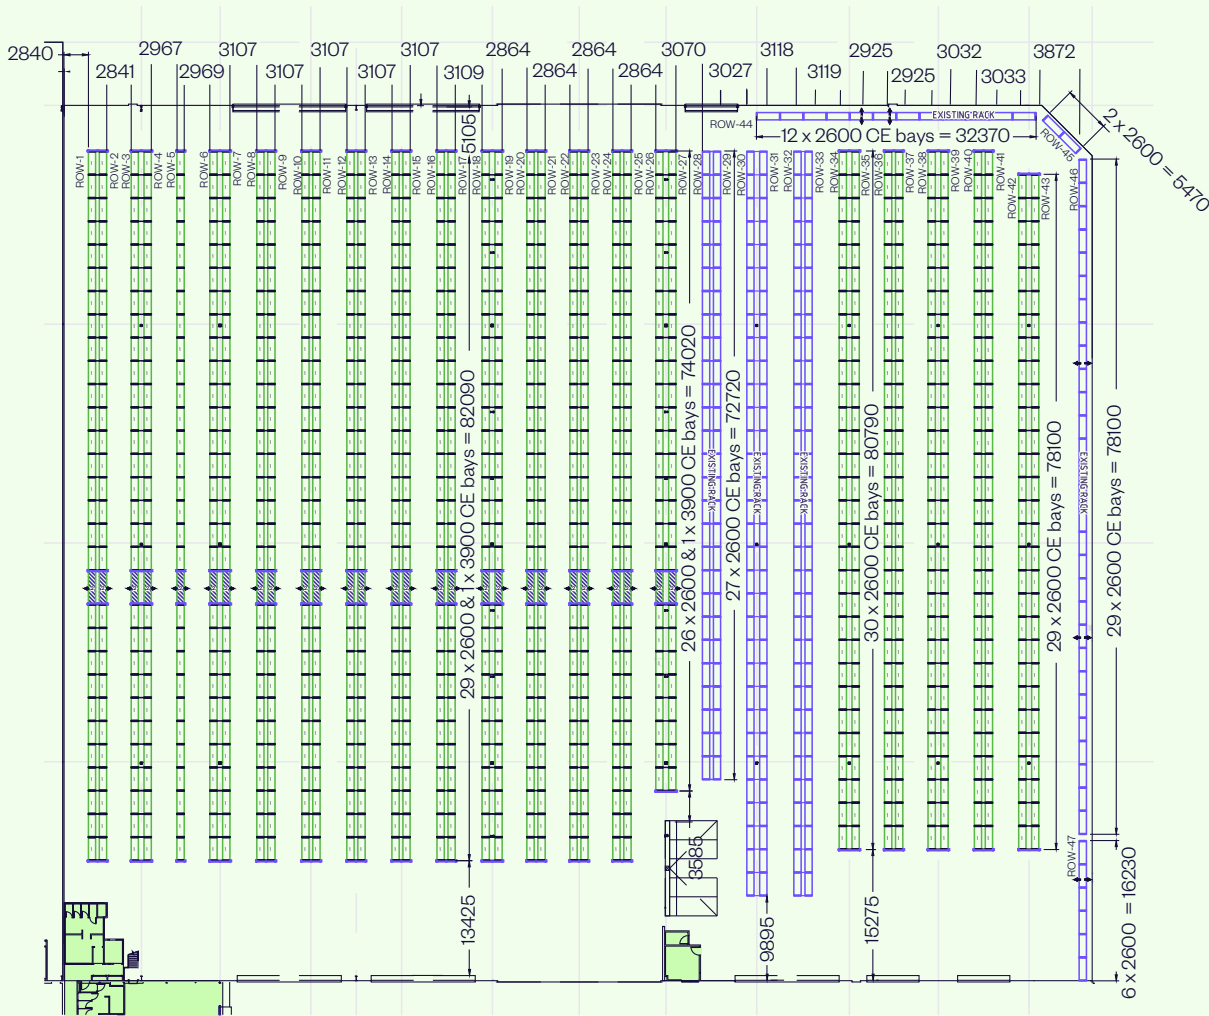 2840
2967
3107
3107
3107
2864
2864
3070
3118
2925
3032
3872
2841
2969
3107
3107
3109
2864
2864
3027
3119
2925
3033
ROW-44
EXISTING RACK
12 x 2600 CE bays = 32370
2 x 2600 = 5470
ROW-45
5105
ROW-1
ROW-2
ROW-3
ROW-4
ROW-5
ROW-6
ROW-7
ROW-8
ROW-9
ROW-10
ROW-11
ROW-12
ROW-13
ROW-14
ROW-15
ROW-16
ROW-17
ROW-18
ROW-19
ROW-20
ROW-21
ROW-22
ROW-23
ROW-24
ROW-25
ROW-26
ROW-27
ROW-28
ROW-29
ROW-30
ROW-31
ROW-32
ROW-33
ROW-34
ROW-35
ROW-36
ROW-37
ROW-38
ROW-39
ROW-40
ROW-41
ROW-42
ROW-43
ROW-46
29 x 2600 & 1 x 3900 CE bays = 82090
26 x 2600 & 1 x 3900 CE bays = 74020
EXISTING RACK
27 x 2600 CE bays = 72720
EXISTING RACK
EXISTING RACK
30 x 2600 CE bays = 80790
29 x 2600 CE bays = 78100
EXISTING RACK
29 x 2600 CE bays = 78100
ROW-47
3585
13425
9895
15275
6 x 2600 = 16230